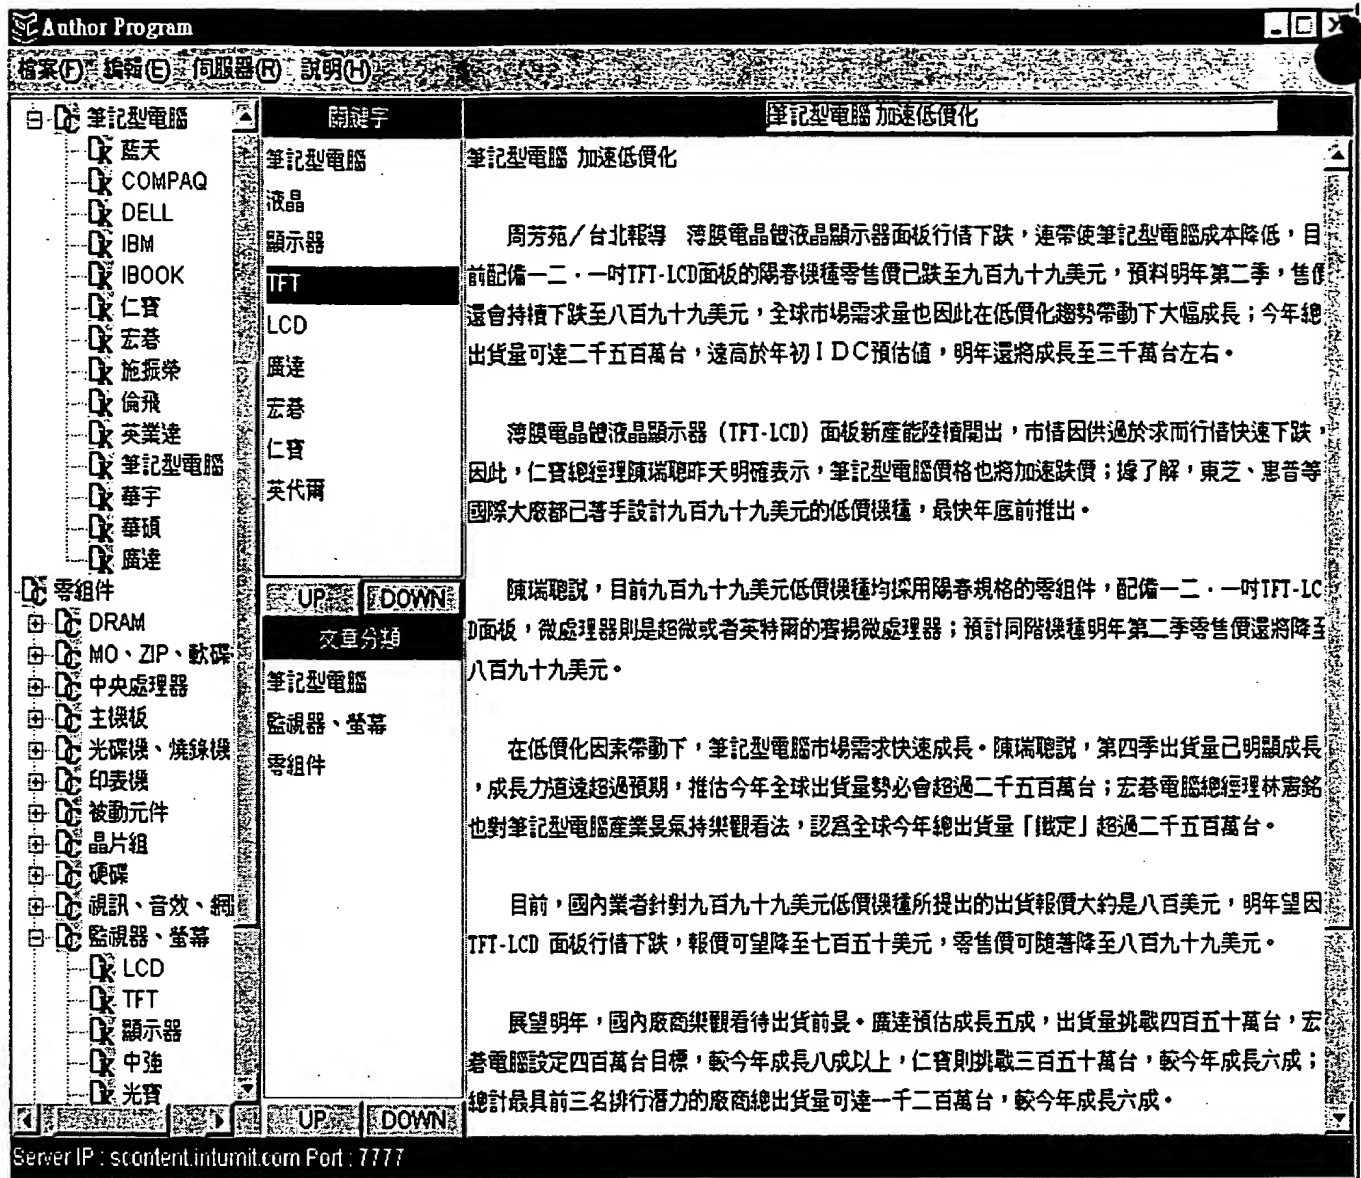 Author Program
檔案(F) 編輯(E) 伺服器(R) 說明(H)
筆記型電腦
藍天
COMPAQ
DELL
IBM
IBOOK
仁寶
宏碁
施振榮
倫飛
英業達
筆記型電腦
華宇
華碩
廣達
零組件
DRAM
MO、ZIP、軟碟
中央處理器
主機板
光碟機、燒錄機
印表機
被動元件
晶片組
硬碟
視訊、音效、網
監視器、螢幕
LCD
TFT
顯示器
中強
光寶
關鍵字
筆記型電腦
液晶
顯示器
TFT
LCD
廣達
宏碁
仁寶
英代爾
UP DOWN
文章分類
筆記型電腦
監視器、螢幕
零組件
UP DOWN
筆記型電腦 加速低價化
筆記型電腦 加速低價化
周芳苑／台北報導 薄膜電晶體液晶顯示器面板行情下跌，連帶使筆記型電腦成本降低，目
前配備一二．一吋TFT-LCD面板的陽春機種零售價已跌至九百九十九美元，預料明年第二季，售價
還會持續下跌至八百九十九美元，全球市場需求量也因此在低價化趨勢帶動下大幅成長；今年總
出貨量可達二千五百萬台，遠高於年初ＩＤＣ預估值，明年還將成長至三千萬台左右。
薄膜電晶體液晶顯示器（TFT-LCD）面板新產能陸續開出，市情因供過於求而行情快速下跌，
因此，仁寶總經理陳瑞聰昨天明確表示，筆記型電腦價格也將加速跌價；據了解，東芝、惠普等
國際大廠都已著手設計九百九十九美元的低價機種，最快年底前推出。
陳瑞聰說，目前九百九十九美元低價機種均採用陽春規格的零組件，配備一二．一吋TFT-LC
D面板，微處理器則是超微或者英特爾的賽揚微處理器；預計同階機種明年第二季零售價還將降至
八百九十九美元。
在低價化因素帶動下，筆記型電腦市場需求快速成長。陳瑞聰說，第四季出貨量已明顯成長
，成長力道遠超過預期，推估今年全球出貨量勢必會超過二千五百萬台；宏碁電腦總經理林憲銘
也對筆記型電腦產業景氣持樂觀看法，認為全球今年總出貨量「鐵定」超過二千五百萬台。
目前，國內業者針對九百九十九美元低價機種所提出的出貨報價大約是八百美元，明年望因
TFT-LCD 面板行情下跌，報價可望降至七百五十美元，零售價可隨著降至八百九十九美元。
展望明年，國內廠商樂觀看待出貨前景。廣達預估成長五成，出貨量挑戰四百五十萬台，宏
碁電腦設定四百萬台目標，較今年成長八成以上，仁寶則挑戰三百五十萬台，較今年成長六成；
總計最具前三名排行潛力的廠商總出貨量可達一千二百萬台，較今年成長六成。
Server IP : scontent.intumit.com Port : 7777